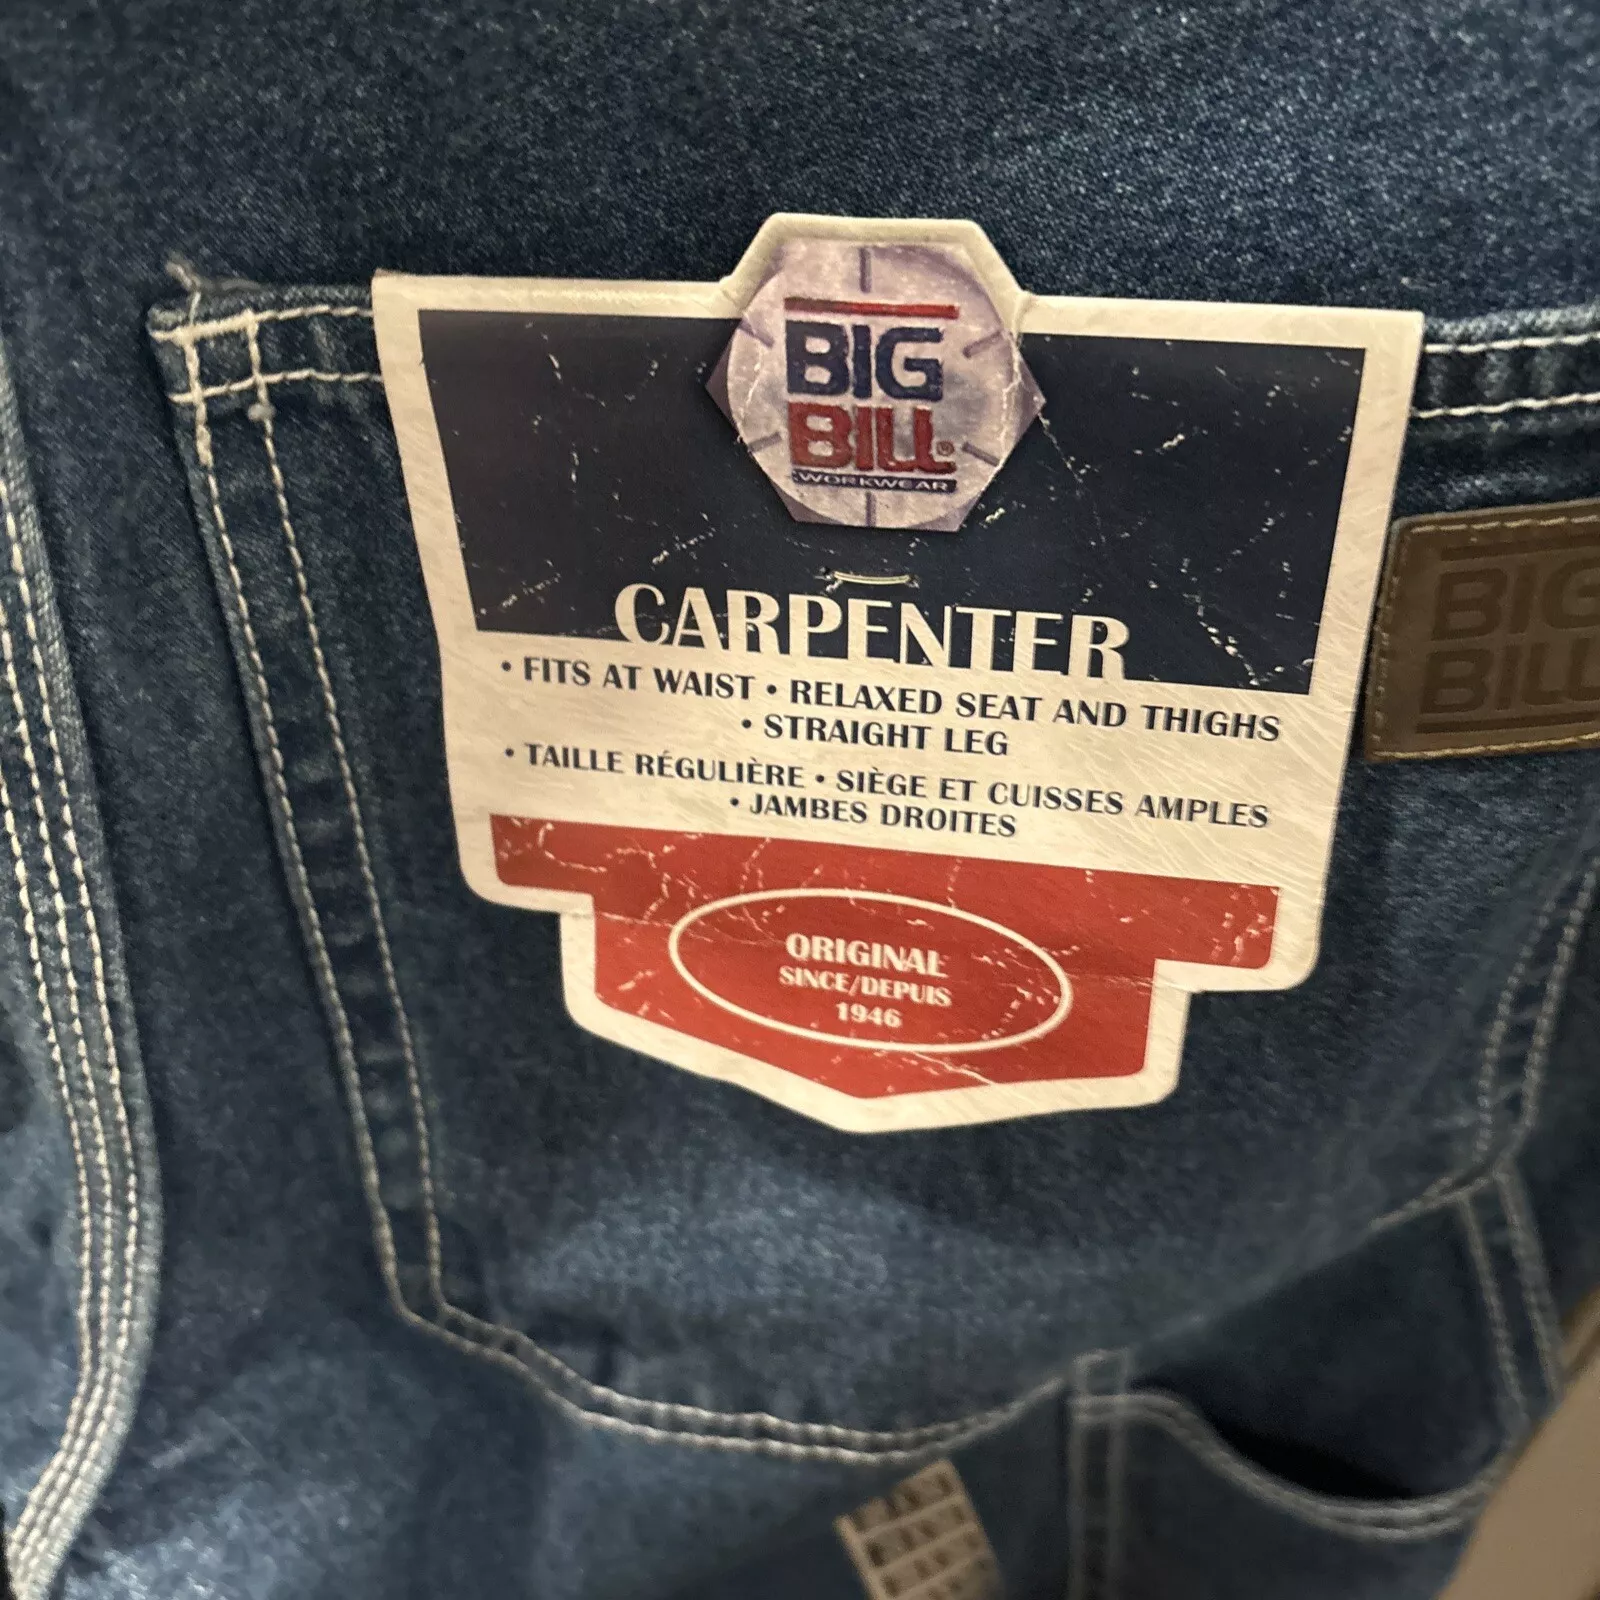 BIG
BILL®
WORKWEAR
CARPENTER
• FITS AT WAIST • RELAXED SEAT AND THIGHS
• STRAIGHT LEG
• TAILLE RÉGULIÈRE • SIÈGE ET CUISSES AMPLES
• JAMBES DROITES
ORIGINAL
SINCE/DEPUIS
1946
BIG
BILL